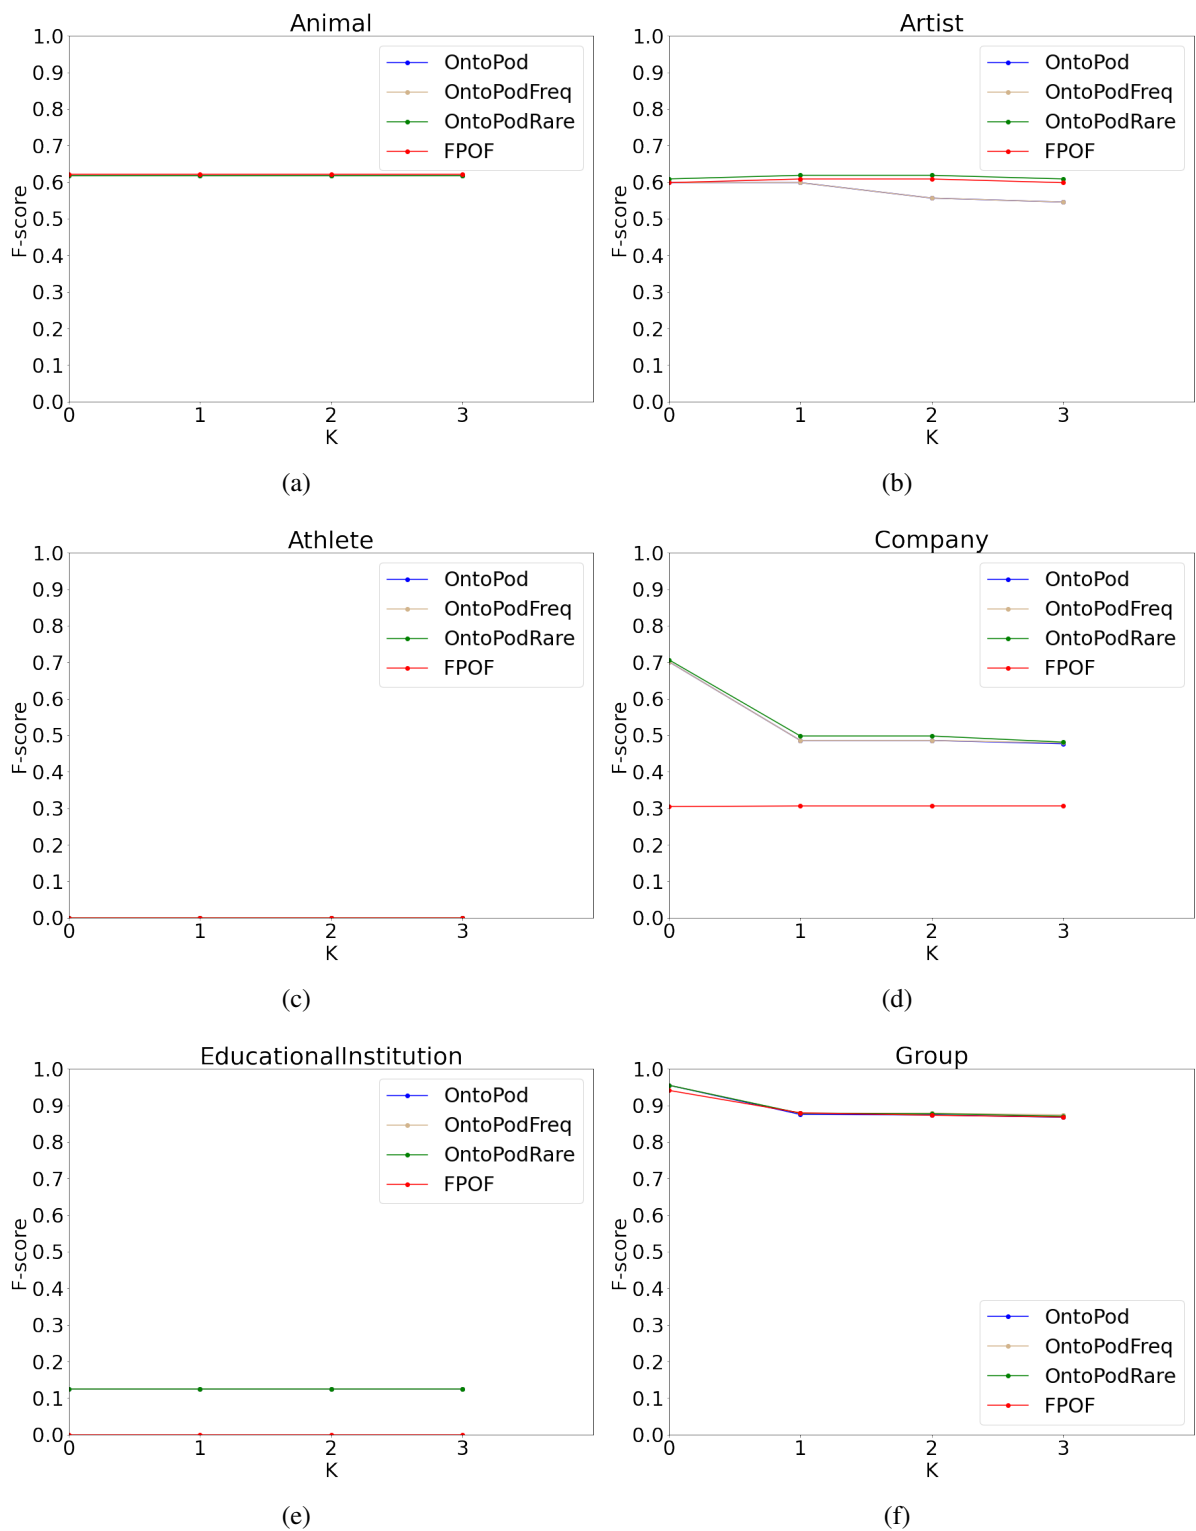 Animal
1.0
0.9
0.8
0.7
0.6
0.5
0.4
0.3
0.2
0.1
0.0
F-score
OntoPod
OntoPodFreq
OntoPodRare
FPOF
0 1 2 3
K
(a)
Artist
1.0
0.9
0.8
0.7
0.6
0.5
0.4
0.3
0.2
0.1
0.0
F-score
OntoPod
OntoPodFreq
OntoPodRare
FPOF
0 1 2 3
K
(b)
Athlete
1.0
0.9
0.8
0.7
0.6
0.5
0.4
0.3
0.2
0.1
0.0
F-score
OntoPod
OntoPodFreq
OntoPodRare
FPOF
0 1 2 3
K
(c)
Company
1.0
0.9
0.8
0.7
0.6
0.5
0.4
0.3
0.2
0.1
0.0
F-score
OntoPod
OntoPodFreq
OntoPodRare
FPOF
0 1 2 3
K
(d)
EducationalInstitution
1.0
0.9
0.8
0.7
0.6
0.5
0.4
0.3
0.2
0.1
0.0
F-score
OntoPod
OntoPodFreq
OntoPodRare
FPOF
0 1 2 3
K
(e)
Group
1.0
0.9
0.8
0.7
0.6
0.5
0.4
0.3
0.2
0.1
0.0
F-score
OntoPod
OntoPodFreq
OntoPodRare
FPOF
0 1 2 3
K
(f)